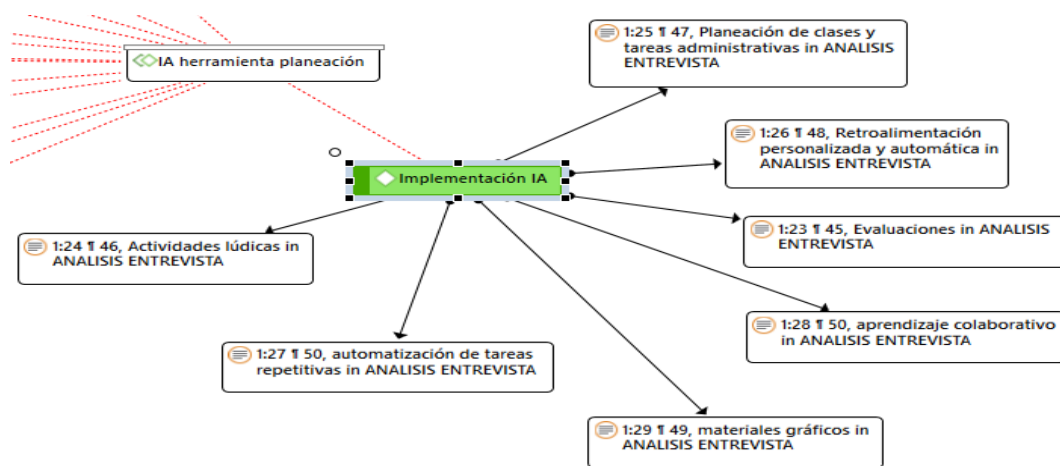 1:25 ¶ 47, Planeación de clases y
tareas administrativas in ANALISIS
ENTREVISTA
IA herramienta planeación
1:26 ¶ 48, Retroalimentación
personalizada y automática in
ANALISIS ENTREVISTA
Implementación IA
1:24 ¶ 46, Actividades lúdicas in
ANALISIS ENTREVISTA
1:23 ¶ 45, Evaluaciones in ANALISIS
ENTREVISTA
1:28 ¶ 50, aprendizaje colaborativo
in ANALISIS ENTREVISTA
1:27 ¶ 50, automatización de tareas
repetitivas in ANALISIS ENTREVISTA
1:29 ¶ 49, materiales gráficos in
ANALISIS ENTREVISTA